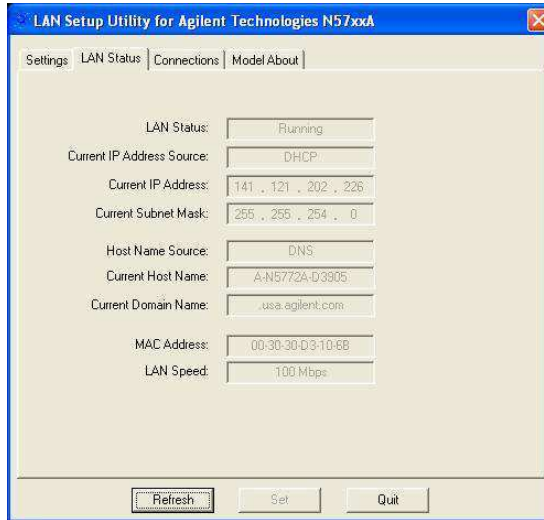 LAN Setup Utility for Agilent Technologies N57xxA
Settings LAN Status Connections Model About
LAN Status: Running
Current IP Address Source: DHCP
Current IP Address: 141 . 121 . 202 . 226
Current Subnet Mask: 255 . 255 . 254 . 0
Host Name Source: DNS
Current Host Name: A-N5772A-D3905
Current Domain Name: .usa.agilent.com
MAC Address: 00-30-30-D3-10-6B
LAN Speed: 100 Mbps
Refresh Set Quit